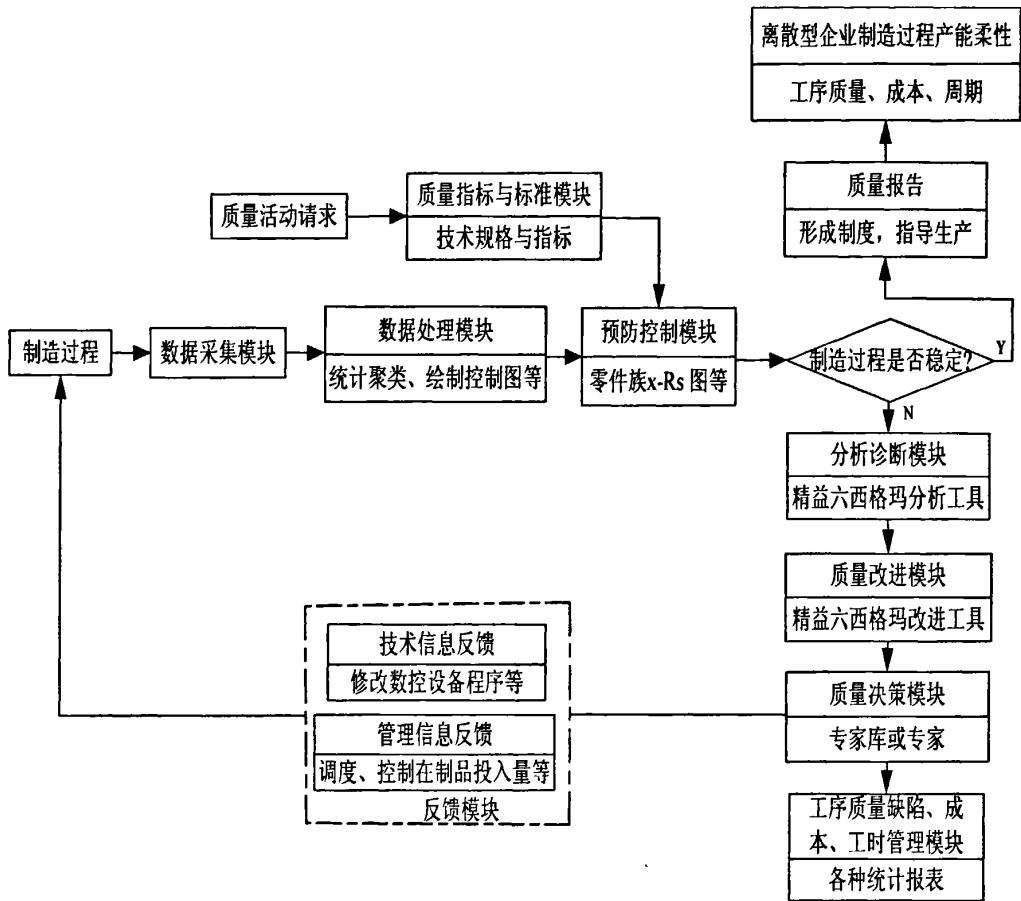 离散型企业制造过程产能柔性
工序质量、成本、周期
质量报告
形成制度，指导生产
质量活动请求
质量指标与标准模块
技术规格与指标
制造过程
数据采集模块
数据处理模块
统计聚类、绘制控制图等
预防控制模块
零件族x-Rs图等
制造过程是否稳定?
Y
N
分析诊断模块
精益六西格玛分析工具
质量改进模块
精益六西格玛改进工具
质量决策模块
专家库或专家
工序质量缺陷、成
本、工时管理模块
各种统计报表
技术信息反馈
修改数控设备程序等
管理信息反馈
调度、控制在制品投入量等
反馈模块